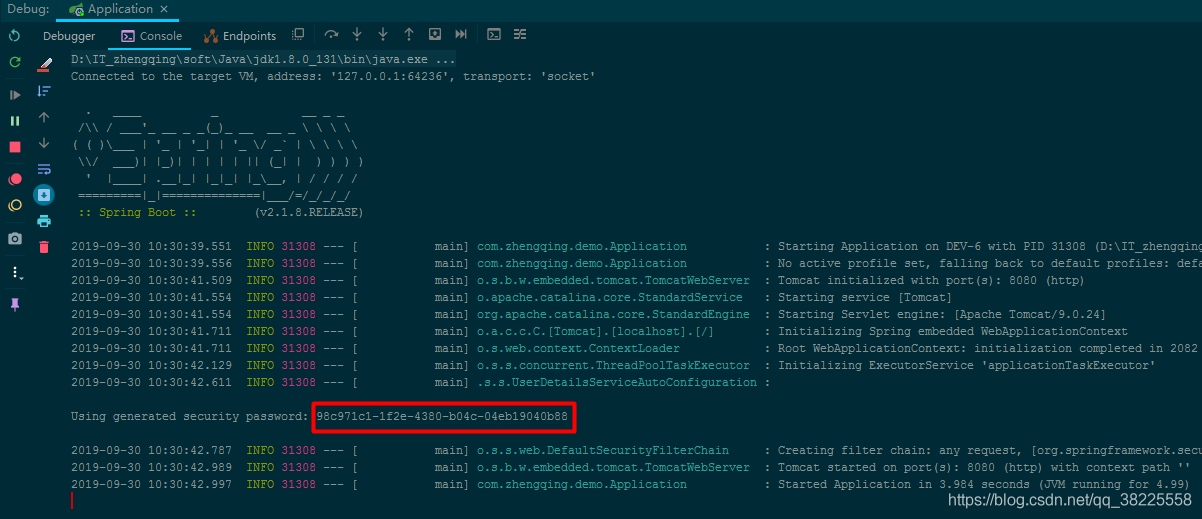 Debug: Application ×
Debugger Console Endpoints
D:\IT_zhengqing\soft\Java\jdk1.8.0_131\bin\java.exe ...
Connected to the target VM, address: '127.0.0.1:64236', transport: 'socket'
  .   ____          _            __ _ _
 /\\ / ___'_ __ _ _(_)_ __  __ _ \ \ \ \
( ( )\___ | '_ | '_| | '_ \/ _` | \ \ \ \
 \\/  ___)| |_)| | | | | || (_| |  ) ) ) )
  '  |____| .__|_| |_|_| |_\__, | / / / /
 =========|_|==============|___/=/_/_/_/
 :: Spring Boot ::        (v2.1.8.RELEASE)
2019-09-30 10:30:39.551  INFO 31308 --- [           main] com.zhengqing.demo.Application           : Starting Application on DEV-6 with PID 31308 (D:\IT_zhengqing
2019-09-30 10:30:39.556  INFO 31308 --- [           main] com.zhengqing.demo.Application           : No active profile set, falling back to default profiles: defa
2019-09-30 10:30:41.509  INFO 31308 --- [           main] o.s.b.w.embedded.tomcat.TomcatWebServer  : Tomcat initialized with port(s): 8080 (http)
2019-09-30 10:30:41.554  INFO 31308 --- [           main] o.apache.catalina.core.StandardService   : Starting service [Tomcat]
2019-09-30 10:30:41.554  INFO 31308 --- [           main] org.apache.catalina.core.StandardEngine  : Starting Servlet engine: [Apache Tomcat/9.0.24]
2019-09-30 10:30:41.711  INFO 31308 --- [           main] o.a.c.c.C.[Tomcat].[localhost].[/]       : Initializing Spring embedded WebApplicationContext
2019-09-30 10:30:41.711  INFO 31308 --- [           main] o.s.web.context.ContextLoader            : Root WebApplicationContext: initialization completed in 2082
2019-09-30 10:30:42.129  INFO 31308 --- [           main] o.s.s.concurrent.ThreadPoolTaskExecutor  : Initializing ExecutorService 'applicationTaskExecutor'
2019-09-30 10:30:42.611  INFO 31308 --- [           main] .s.s.UserDetailsServiceAutoConfiguration :
Using generated security password: 98c971c1-1f2e-4380-b04c-04eb19040b88
2019-09-30 10:30:42.787  INFO 31308 --- [           main] o.s.s.web.DefaultSecurityFilterChain     : Creating filter chain: any request, [org.springframework.secu
2019-09-30 10:30:42.989  INFO 31308 --- [           main] o.s.b.w.embedded.tomcat.TomcatWebServer  : Tomcat started on port(s): 8080 (http) with context path ''
2019-09-30 10:30:42.997  INFO 31308 --- [           main] com.zhengqing.demo.Application           : Started Application in 3.984 seconds (JVM running for 4.99)
https://blog.csdn.net/qq_38225558